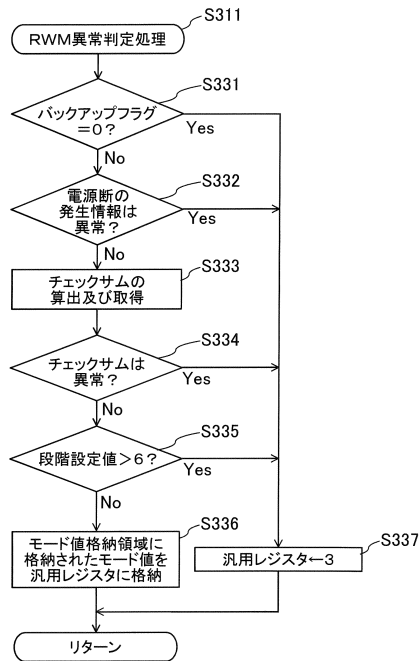 S311
RWM異常判定処理
S331
バックアップフラグ
=0?
Yes
No
S332
電源断の
発生情報は
異常?
Yes
No
S333
チェックサムの
算出及び取得
S334
チェックサムは
異常?
Yes
No
S335
段階設定値>6?
Yes
No
S336
モード値格納領域に
格納されたモード値を
汎用レジスタに格納
S337
汎用レジスタ←3
リターン